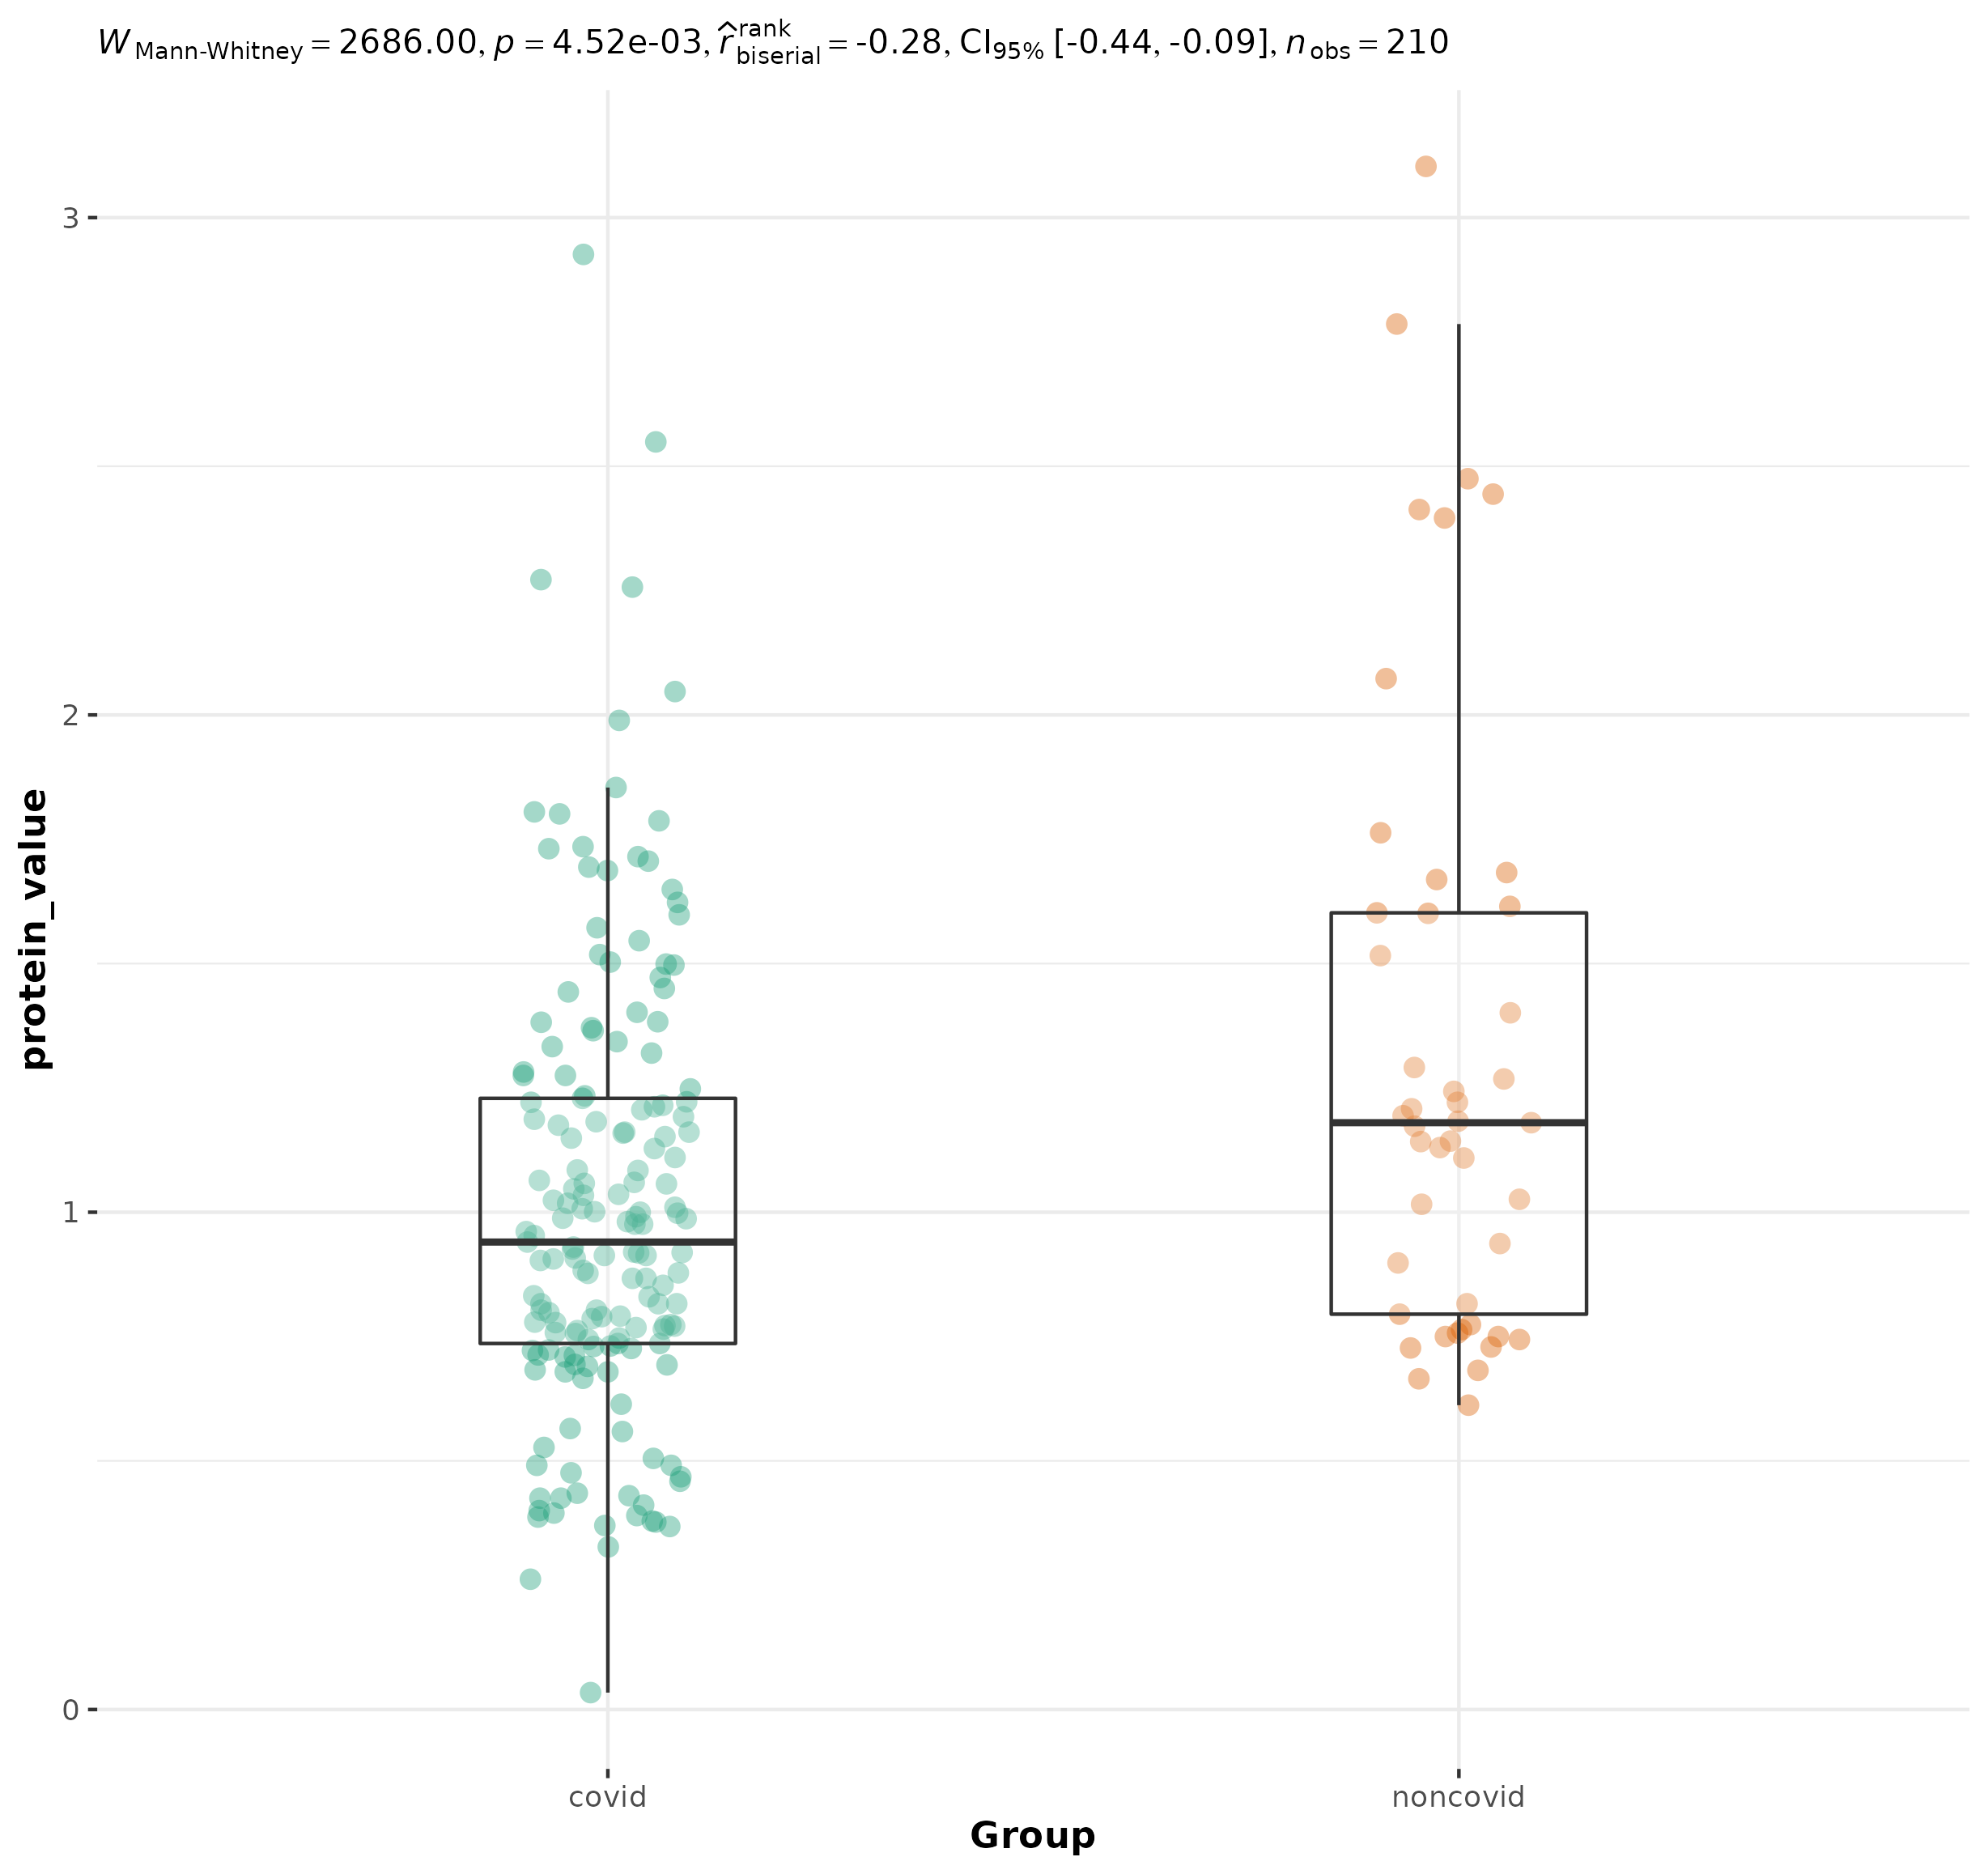 W Mann-Whitney = 2686.00, p = 4.52e-03, r̂ rank biserial = -0.28, CI95% [-0.44, -0.09], n obs = 210
3
2
1
0
protein_value
covid noncovid
Group